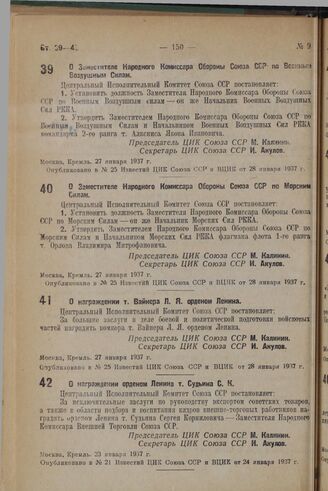 Ст. 39—42 — 150 — № 9
39 О Заместителе Народного Комиссара Обороны Союза ССР по Военным
Воздушным Силам.
Центральный Исполнительный Комитет Союза ССР постановляет:
1. Установить должность Заместителя Народного Комиссара Обороны Союза
ССР по Военным Воздушным силам — он же Начальник Военных Воздушных
Сил РККА.
2. Утвердить Заместителем Народного Комиссара Обороны Союза ССР по
Военным Воздушным Силам и Начальником Военных Воздушных Сил РККА
командарма 2-го ранга т. Алксниса Якова Ивановича.
Председатель ЦИК Союза ССР М. Калинин.
Секретарь ЦИК Союза ССР И. Акулов.
Москва, Кремль. 27 января 1937 г.
Опубликовано в № 25 Известий ЦИК Союза ССР и ВЦИК от 28 января 1937 г.
40 О Заместителе Народного Комиссара Обороны Союза ССР по Морским
Силам.
Центральный Исполнительный Комитет Союза ССР постановляет:
1. Установить должность Заместителя Народного Комиссара Обороны Союза
ССР по Морским Силам — он же Начальник Морских Сил РККА.
2. Утвердить Заместителем Народного Комиссара Обороны Союза ССР по
Морским Силам и Начальником Морских Сил РККА флагмана флота 1-го ранга
т. Орлова Владимира Митрофановича.
Председатель ЦИК Союза ССР М. Калинин.
Секретарь ЦИК Союза ССР И. Акулов.
Москва, Кремль. 27 января 1937 г.
Опубликовано в № 25 Известий ЦИК Союза ССР и ВЦИК от 28 января 1937 г.
41 О награждении т. Вайнера Л. Я. орденом Ленина.
Центральный Исполнительный Комитет Союза ССР постановляет:
За большие заслуги в деле боевой и политической подготовки войсковых
частей наградить комкора т. Вайнера Л. Я. орденом Ленина.
Председатель ЦИК Союза ССР М. Калинин.
Секретарь ЦИК Союза ССР И. Акулов.
Москва, Кремль. 27 января 1937 г.
Опубликовано в № 25 Известий ЦИК Союза ССР и ВЦИК от 28 января 1937 г.
42 О награждении орденом Ленина т. Судьина С. К.
Центральный Исполнительный Комитет Союза ССР постановляет:
За исключительные заслуги по руководству экспортом советских товаров,
а также в области подбора и воспитания кадров внешне-торговых работников на-
градить орденом Ленина т. Судьина Сергея Корниловича — Заместителя Народного
Комиссара Внешней Торговли Союза ССР.
Председатель ЦИК Союза ССР М. Калинин.
Секретарь ЦИК Союза ССР И. Акулов.
Москва, Кремль. 23 января 1937 г.
Опубликовано в № 21 Известий ЦИК Союза ССР и ВЦИК от 24 января 1937 г.